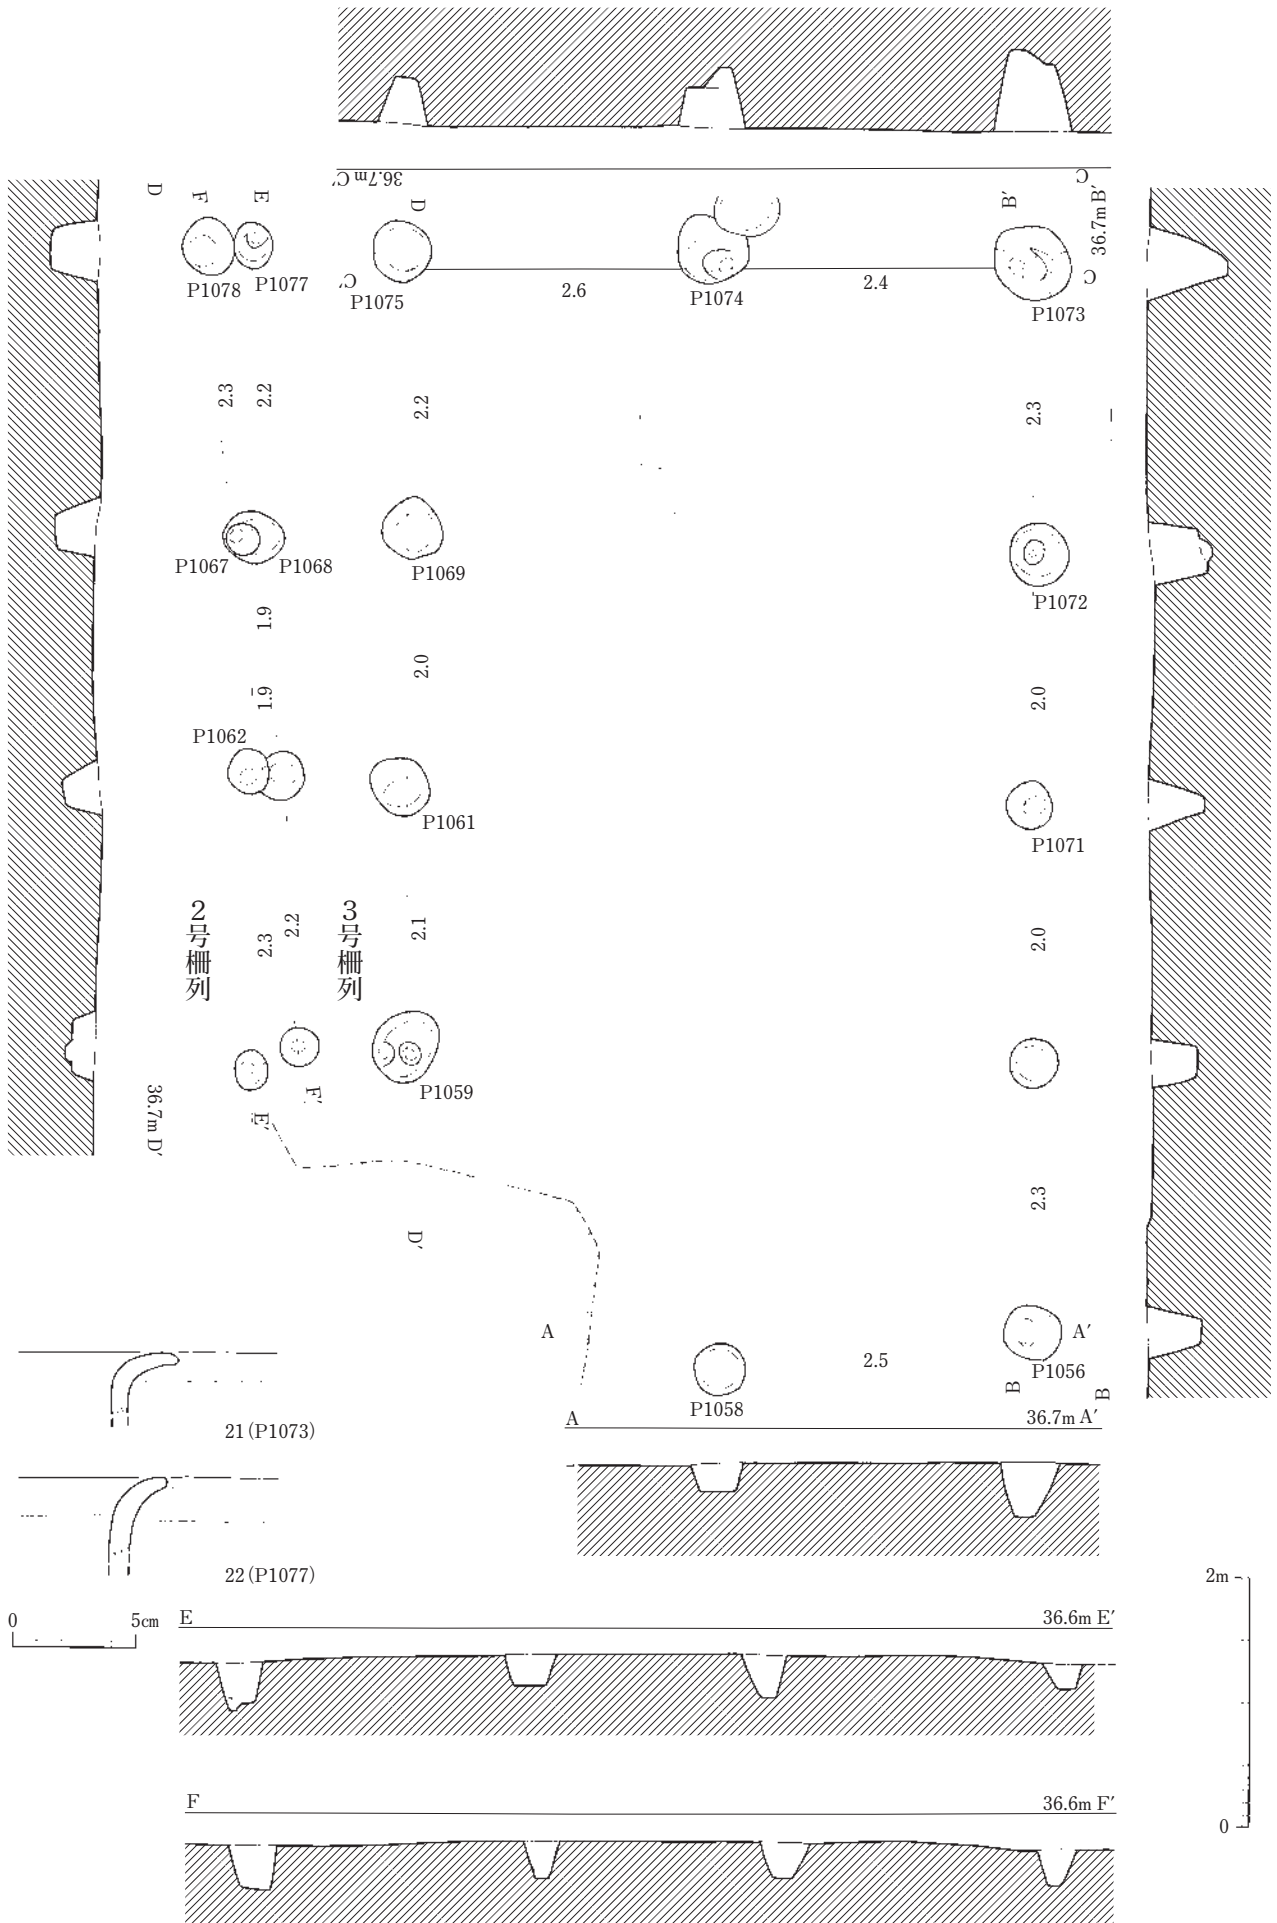 36.7m C′
C
D
F
E
D
B′
36.7m B′
C′
C
P1078
P1077
P1075
2.6
P1074
2.4
P1073
2.3
2.2
2.2
2.3
P1067
P1068
P1069
P1072
1.9
2.0
1.9
2.0
P1062
P1061
P1071
2号柵列
3号柵列
2.3
2.2
2.1
2.0
P1059
F′
E′
36.7m D′
D′
2.3
A
A′
P1058
2.5
P1056
B
B
A
36.7m A′
21(P1073)
22(P1077)
0
5cm
E
36.6m E′
F
36.6m F′
2m
0